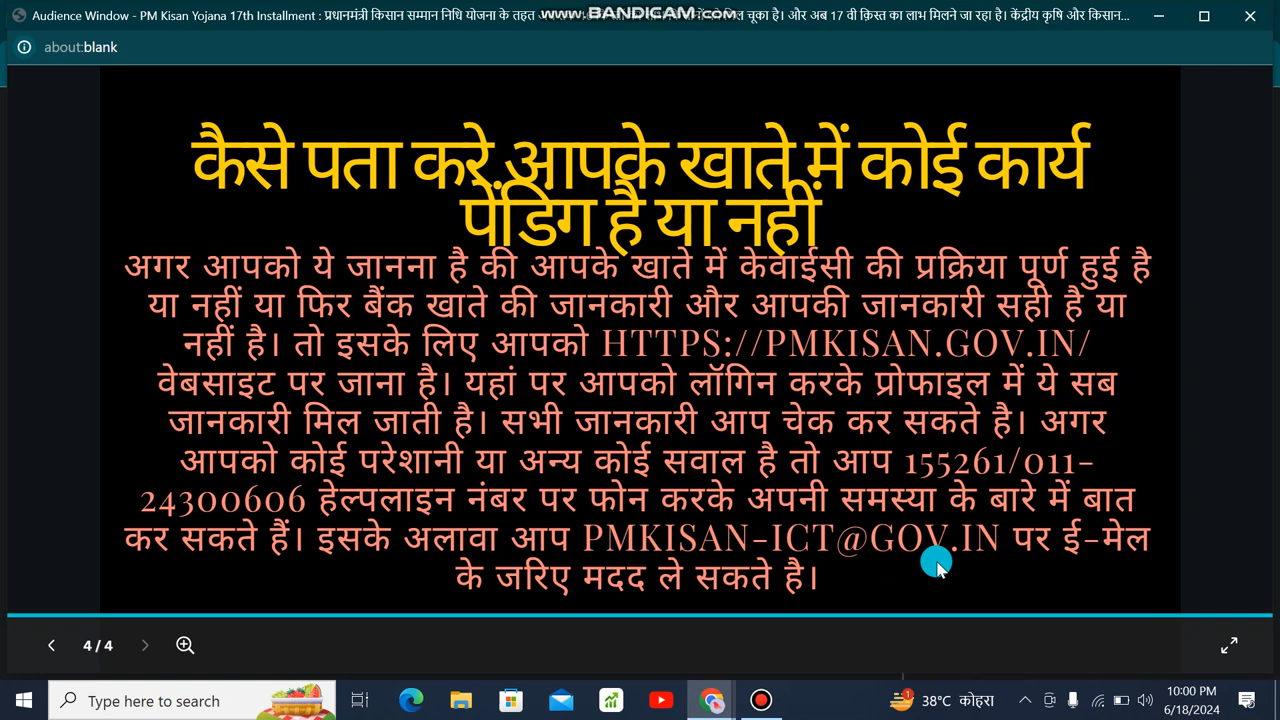 Audience Window - PM Kisan Yojana 17th Installment : प्रधानमंत्री किसान सम्मान निधि योजना के तहत चूका है। और अब 17 वी क़िस्त का लाभ मिलने जा रहा है। केंद्रीय कृषि और किसान...
www.BANDICAM.com
about:blank
कैसे पता करे आपके खाते में कोई कार्य
पेंडिंग है या नहीं
अगर आपको ये जानना है की आपके खाते में केवाईसी की प्रक्रिया पूर्ण हुई है
या नहीं या फिर बैंक खाते की जानकारी और आपकी जानकारी सही है या
नहीं है। तो इसके लिए आपको HTTPS://PMKISAN.GOV.IN/
वेबसाइट पर जाना है। यहां पर आपको लॉगिन करके प्रोफाइल में ये सब
जानकारी मिल जाती है। सभी जानकारी आप चेक कर सकते है। अगर
आपको कोई परेशानी या अन्य कोई सवाल है तो आप 155261/011-
24300606 हेल्पलाइन नंबर पर फोन करके अपनी समस्या के बारे में बात
कर सकते हैं। इसके अलावा आप PMKISAN-ICT@GOV.IN पर ई-मेल
के जरिए मदद ले सकते है।
4 / 4
Type here to search
1
38°C कोहरा
10:00 PM
6/18/2024